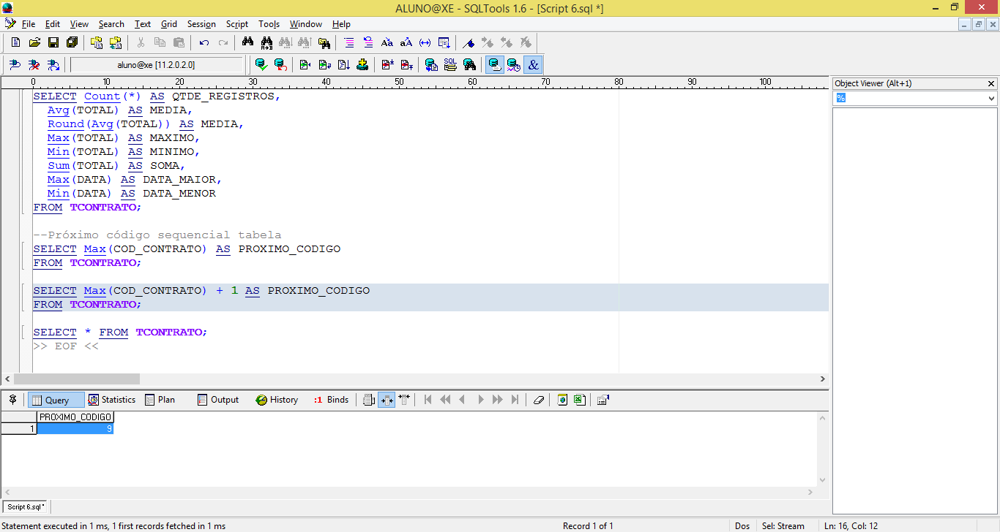 ALUNO@XE - SQLTools 1.6 - [Script 6.sql *]
File Edit View Search Text Grid Session Script Tools Window Help
aluno@xe [11.2.0.2.0]
0 10 20 30 40 50 60 70 80 90 100
SELECT Count(*) AS QTDE_REGISTROS,
Avg(TOTAL) AS MEDIA,
Round(Avg(TOTAL)) AS MEDIA,
Max(TOTAL) AS MAXIMO,
Min(TOTAL) AS MINIMO,
Sum(TOTAL) AS SOMA,
Max(DATA) AS DATA_MAIOR,
Min(DATA) AS DATA_MENOR
FROM TCONTRATO;
--Próximo código sequencial tabela
SELECT Max(COD_CONTRATO) AS PROXIMO_CODIGO
FROM TCONTRATO;
SELECT Max(COD_CONTRATO) + 1 AS PROXIMO_CODIGO
FROM TCONTRATO;
SELECT * FROM TCONTRATO;
>> EOF <<
Object Viewer (Alt+1)
%
Query Statistics Plan Output History :1 Binds
PROXIMO_CODIGO
1 9
Script 6.sql*
Statement executed in 1 ms, 1 first records fetched in 1 ms Record 1 of 1 Dos Sel: Stream Ln: 16, Col: 12